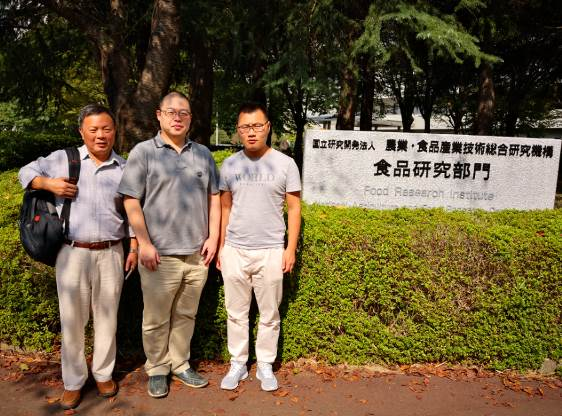 国立研究開発法人 農業・食品産業技術総合研究機構
食品研究部門
Food Research Institute
WORLD